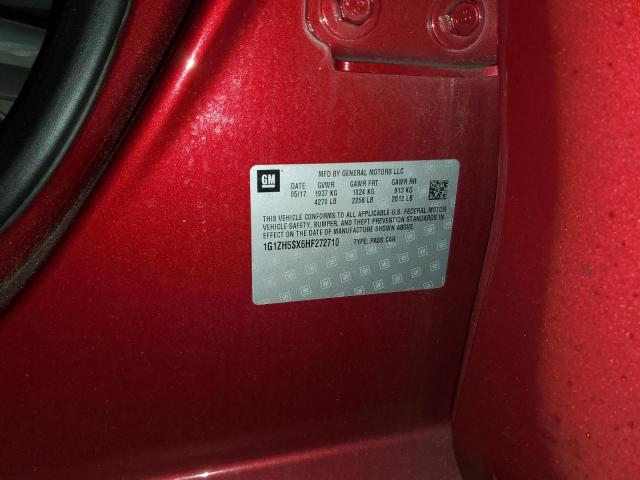 GM
MFD BY GENERAL MOTORS LLC
DATE GVWR GAWR FRT GAWR RR
05/17 1937 KG 1024 KG 913 KG
4270 LB 2258 LB 2012 LB
THIS VEHICLE CONFORMS TO ALL APPLICABLE U.S. FEDERAL MOTOR
VEHICLE SAFETY, BUMPER, AND THEFT PREVENTION STANDARDS IN
EFFECT ON THE DATE OF MANUFACTURE SHOWN ABOVE.
1G1ZH5SX6HF272710 TYPE: PASS CAR